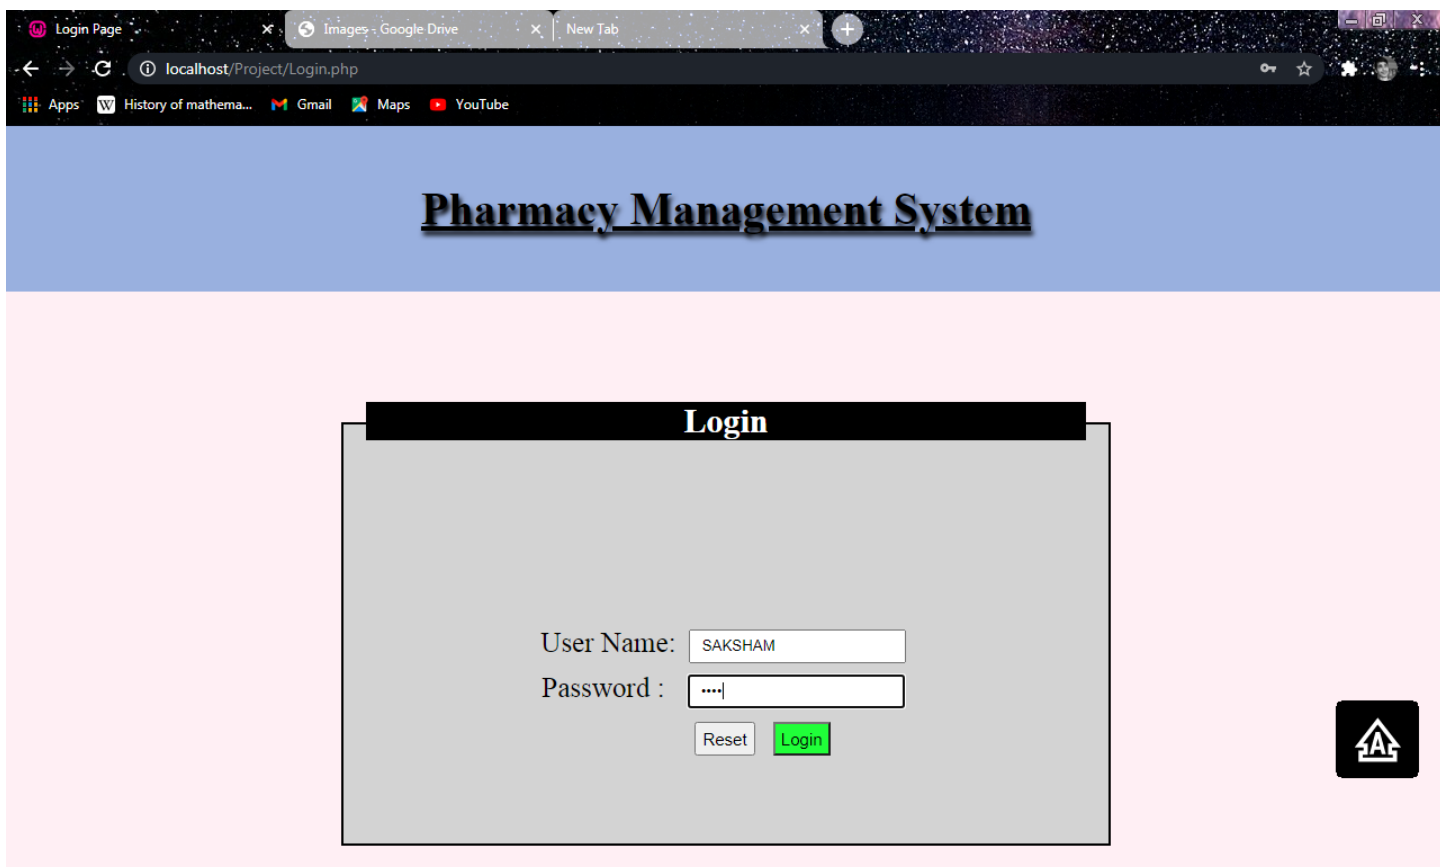 Login Page Images - Google Drive New Tab
localhost/Project/Login.php
Apps W History of mathema... Gmail Maps YouTube
Pharmacy Management System
Login
User Name: SAKSHAM
Password : ••••
Reset Login
A